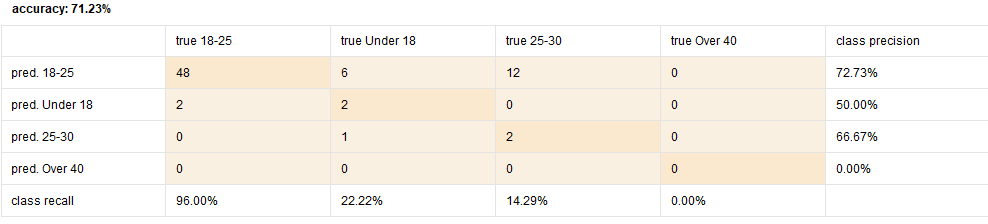 accuracy: 71.23%
true 18-25 true Under 18 true 25-30 true Over 40 class precision
pred. 18-25 48 6 12 0 72.73%
pred. Under 18 2 2 0 0 50.00%
pred. 25-30 0 1 2 0 66.67%
pred. Over 40 0 0 0 0 0.00%
class recall 96.00% 22.22% 14.29% 0.00%